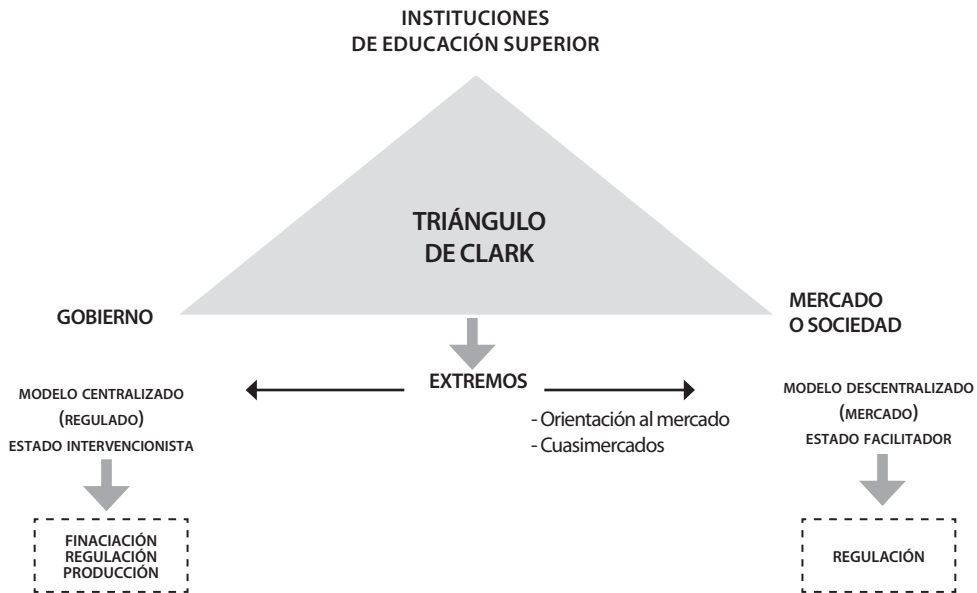 INSTITUCIONES
DE EDUCACIÓN SUPERIOR
TRIÁNGULO
DE CLARK
GOBIERNO
MERCADO
O SOCIEDAD
EXTREMOS
MODELO CENTRALIZADO
(REGULADO)
ESTADO INTERVENCIONISTA
- Orientación al mercado
- Cuasimercados
MODELO DESCENTRALIZADO
(MERCADO)
ESTADO FACILITADOR
FINACIACIÓN
REGULACIÓN
PRODUCCIÓN
REGULACIÓN